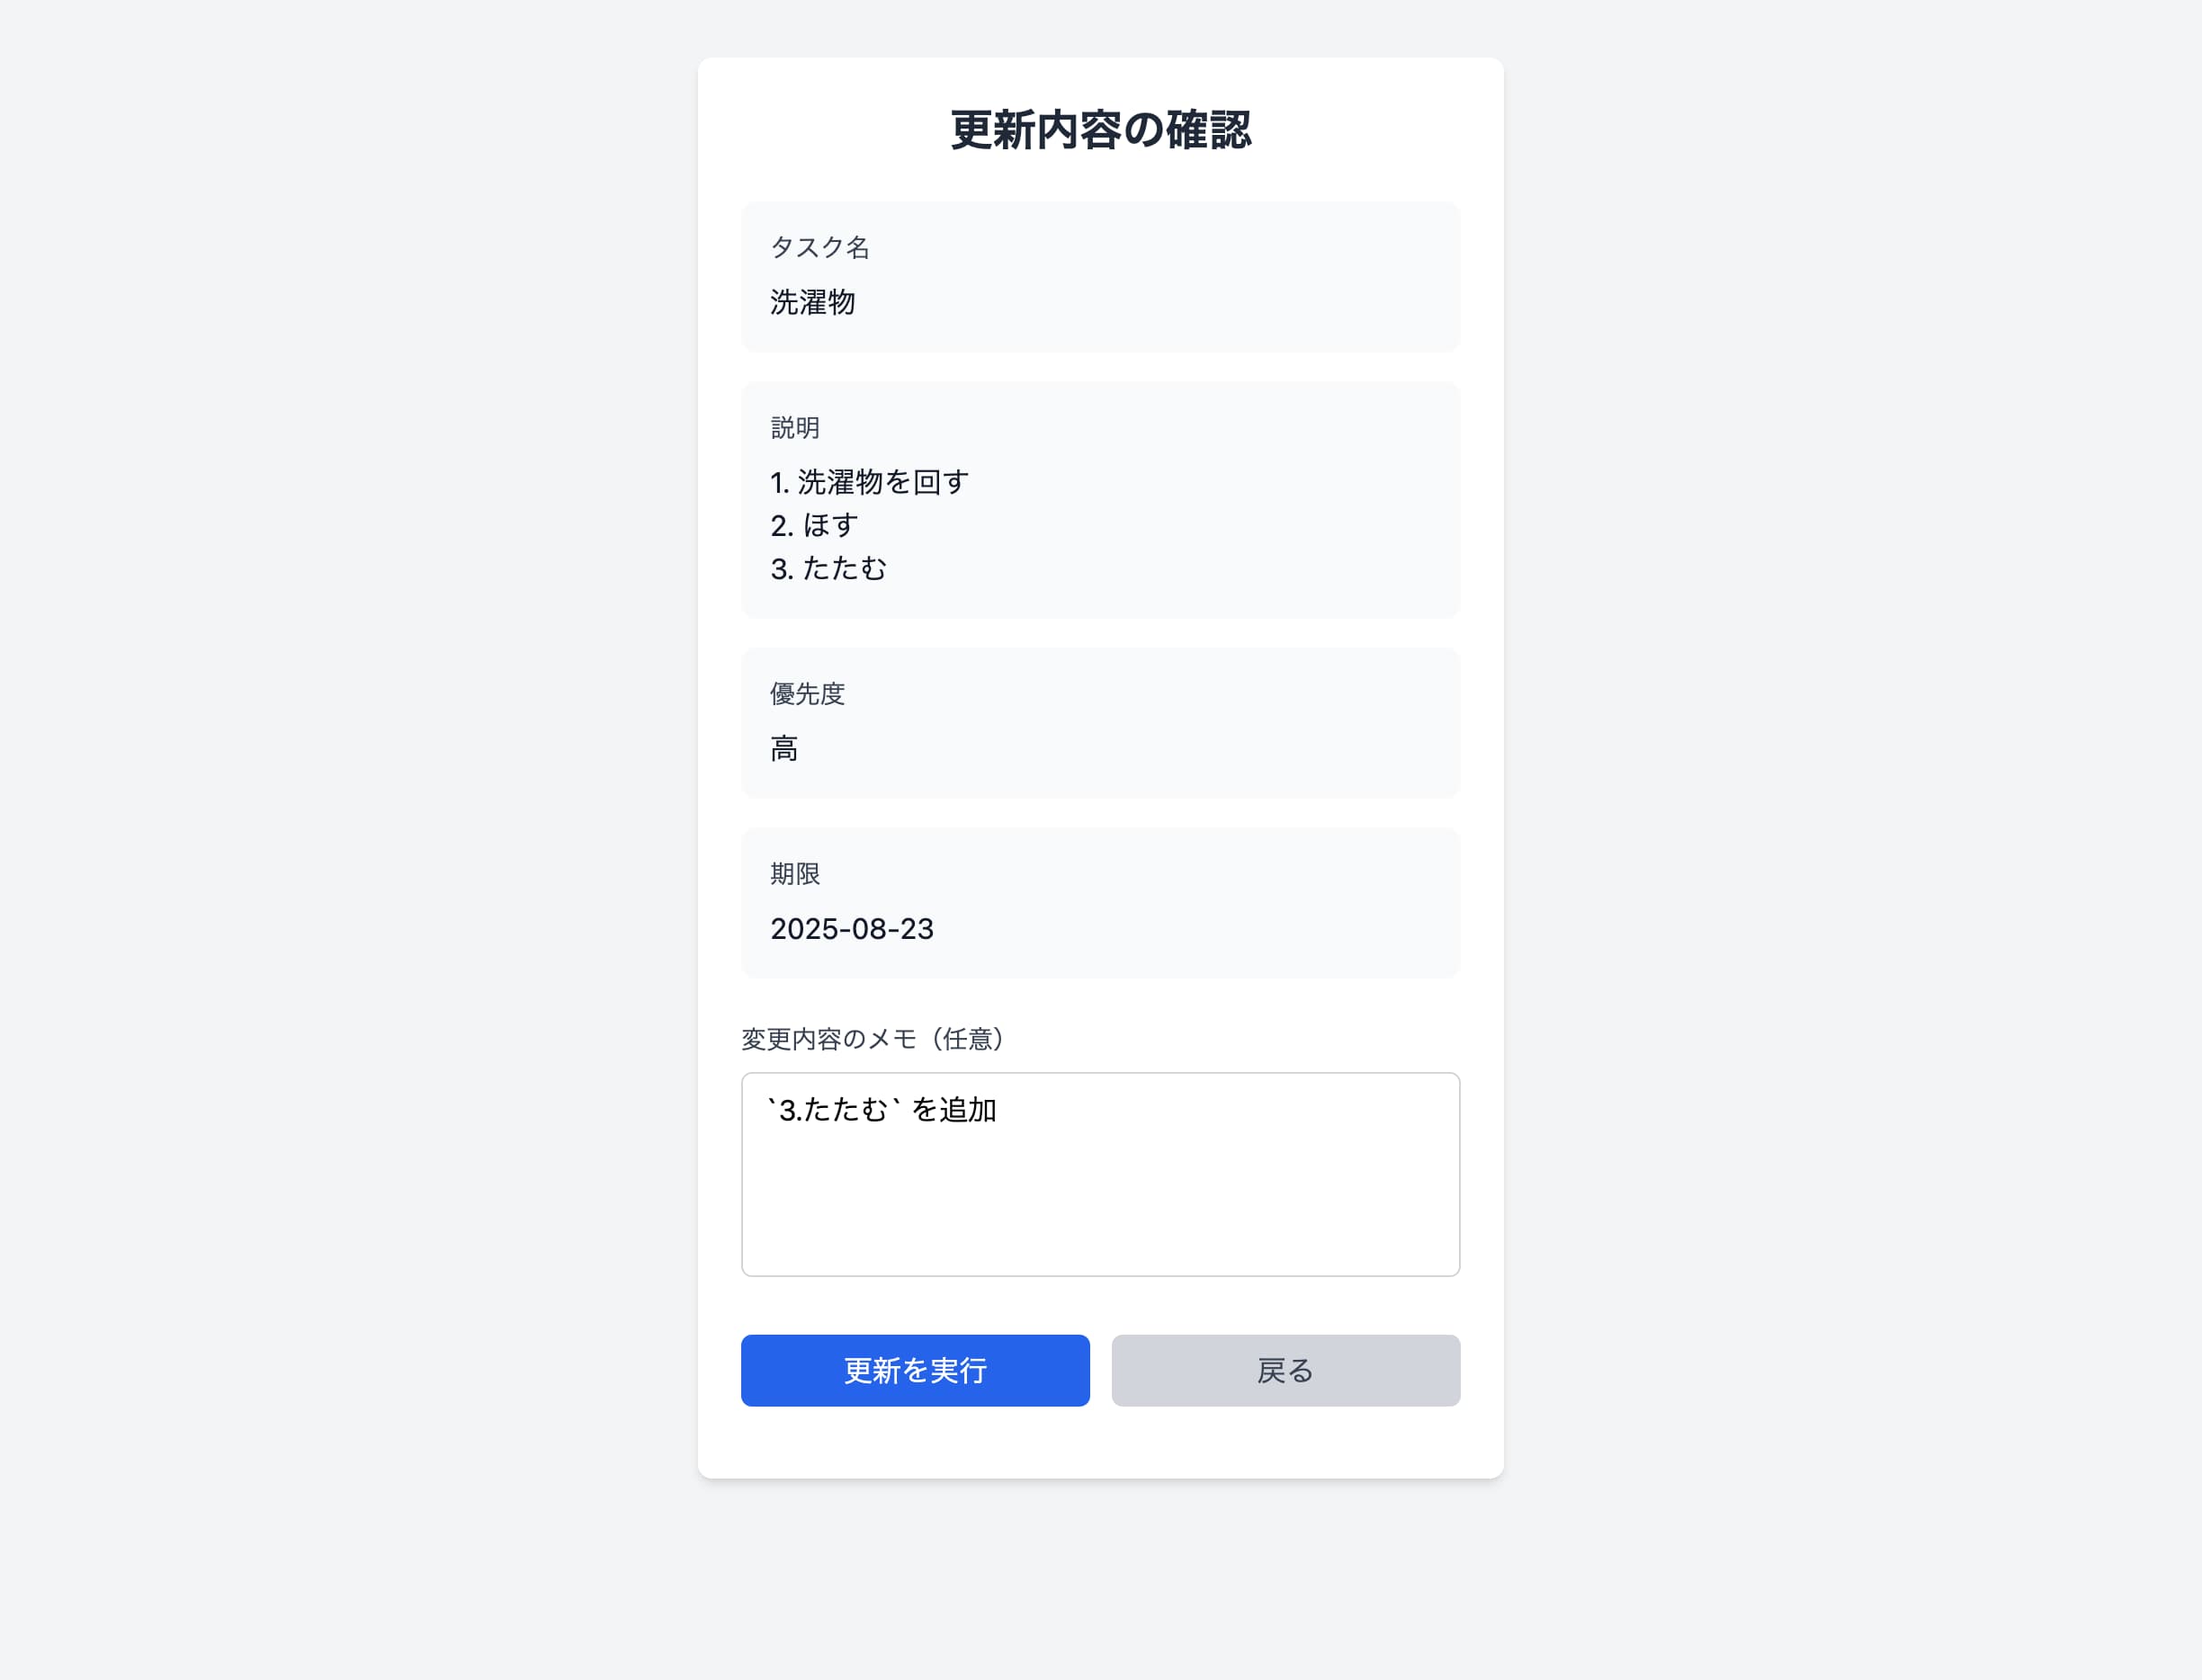 更新内容の確認
タスク名
洗濯物
説明
1. 洗濯物を回す
2. ほす
3. たたむ
優先度
高
期限
2025-08-23
変更内容のメモ（任意）
`3.たたむ` を追加
更新を実行
戻る